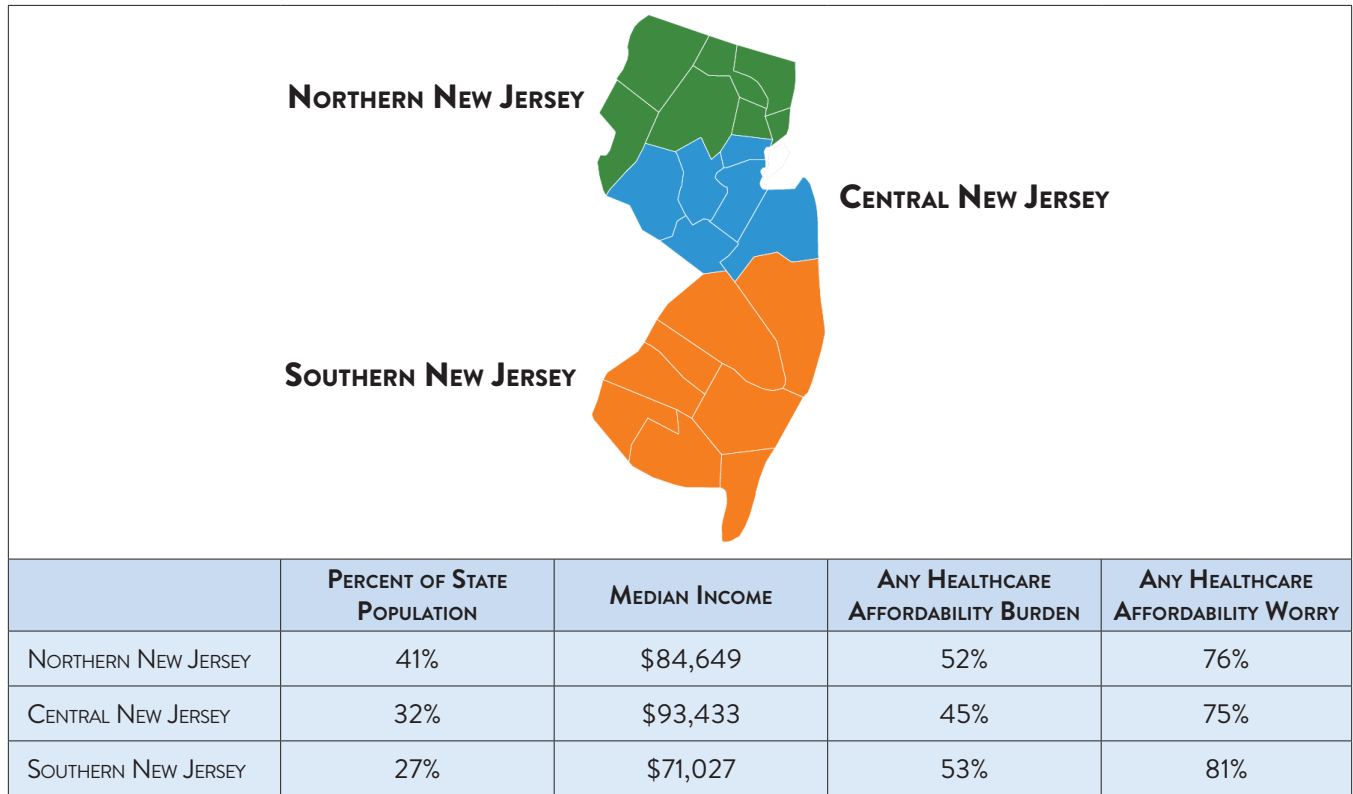 Northern New Jersey
Central New Jersey
Southern New Jersey
Percent of State Population
Median Income
Any Healthcare Affordability Burden
Any Healthcare Affordability Worry
Northern New Jersey 41% $84,649 52% 76%
Central New Jersey 32% $93,433 45% 75%
Southern New Jersey 27% $71,027 53% 81%